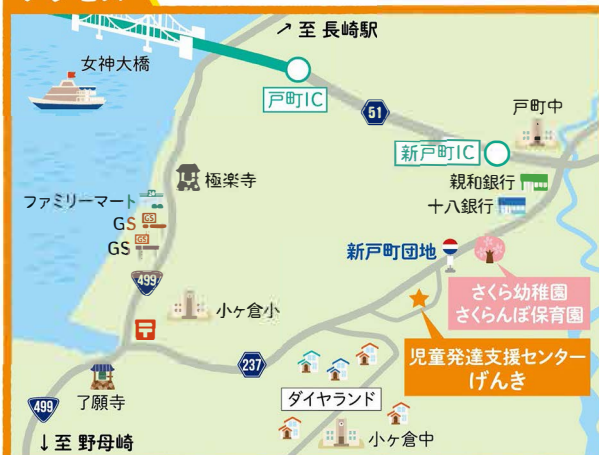 ↗至 長崎駅
女神大橋
戸町IC
51
戸町中
新戸町IC
親和銀行
十八銀行
極楽寺
ファミリーマート
GS
GS
GS
GS
新戸町団地
499
さくら幼稚園
さくらんぼ保育園
小ヶ倉小
児童発達支援センター
げんき
237
ダイヤランド
499
了願寺
小ヶ倉中
↓至 野母崎